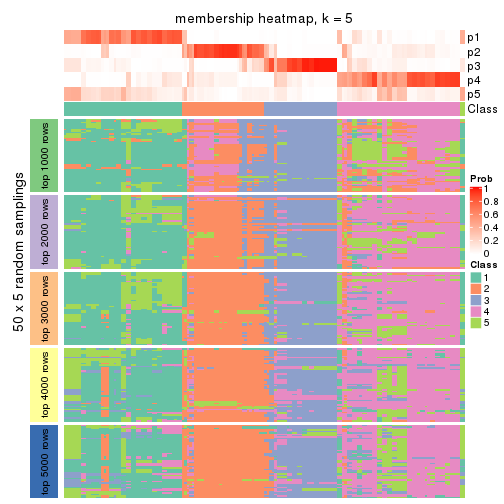 membership heatmap, k = 5
p1
p2
p3
p4
p5
Class
50 x 5 random samplings
top 1000 rows
top 2000 rows
top 3000 rows
top 4000 rows
top 5000 rows
Prob
1
0.8
0.6
0.4
0.2
0
Class
1
2
3
4
5